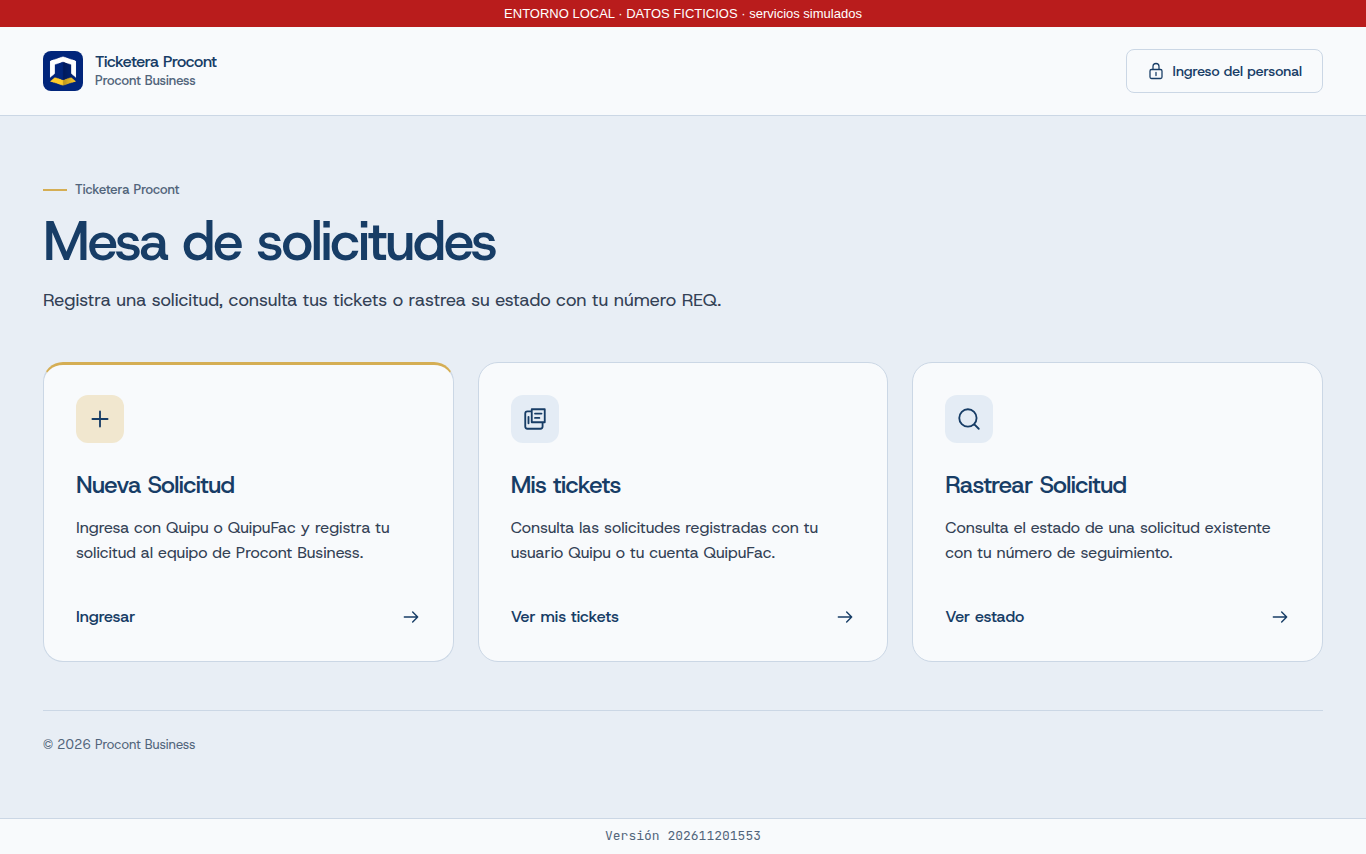 ENTORNO LOCAL · DATOS FICTICIOS · servicios simulados
Ticketera Procont
Procont Business
Ingreso del personal
Ticketera Procont
Mesa de solicitudes
Registra una solicitud, consulta tus tickets o rastrea su estado con tu número REQ.
Nueva Solicitud
Ingresa con Quipu o QuipuFac y registra tu
solicitud al equipo de Procont Business.
Ingresar
Mis tickets
Consulta las solicitudes registradas con tu
usuario Quipu o tu cuenta QuipuFac.
Ver mis tickets
Rastrear Solicitud
Consulta el estado de una solicitud existente
con tu número de seguimiento.
Ver estado
© 2026 Procont Business
Versión 202611201553